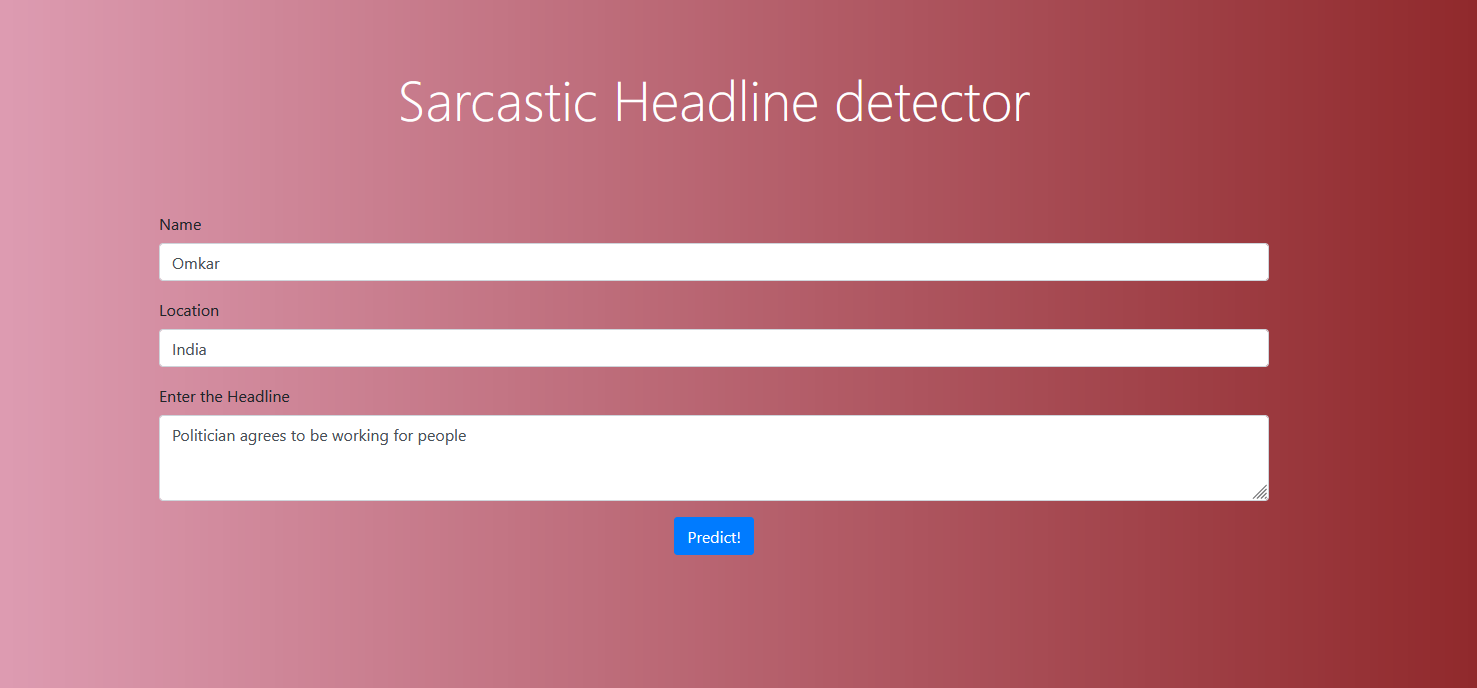 Sarcastic Headline detector
Name
Omkar
Location
India
Enter the Headline
Politician agrees to be working for people
Predict!